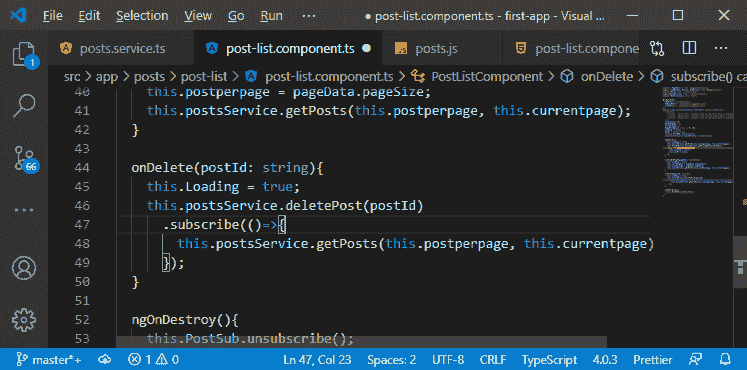 File Edit Selection View Go Run ··· ● post-list.component.ts - first-app - Visual ...
posts.service.ts post-list.component.ts ● posts.js post-list.compone ···
src > app > posts > post-list > post-list.component.ts > PostListComponent > onDelete > subscribe() ca
40 this.postperpage = pageData.pageSize;
41 this.postsService.getPosts(this.postperpage, this.currentpage);
42 }
43
44 onDelete(postId: string){
45 this.Loading = true;
46 this.postsService.deletePost(postId)
47 .subscribe(()=>{
48 this.postsService.getPosts(this.postperpage, this.currentpage)
49 });
50 }
51
52 ngOnDestroy(){
53 this.PostSub.unsubscribe();
1
66
master*+ 1 0 Ln 47, Col 23 Spaces: 2 UTF-8 CRLF TypeScript 4.0.3 Prettier